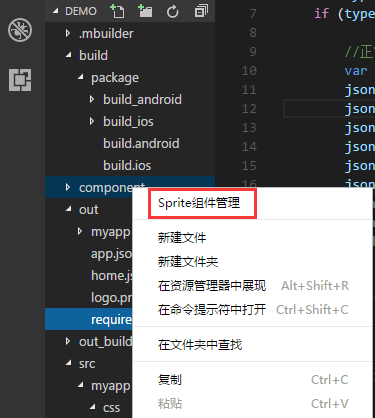 DEMO
.mbuilder
build
package
build_android
build_ios
build.android
build.ios
component
out
myapp
app.json
home.js
logo.pr
require
out_build
src
myapp
css
7 if (type
8
9 //正
10 var
11 json
12 json
13 json
14 json
15 json
16 json
Sprite组件管理
新建文件
新建文件夹
在资源管理器中展现 Alt+Shift+R
在命令提示符中打开 Ctrl+Shift+C
在文件夹中查找
复制 Ctrl+C
粘贴 Ctrl+V